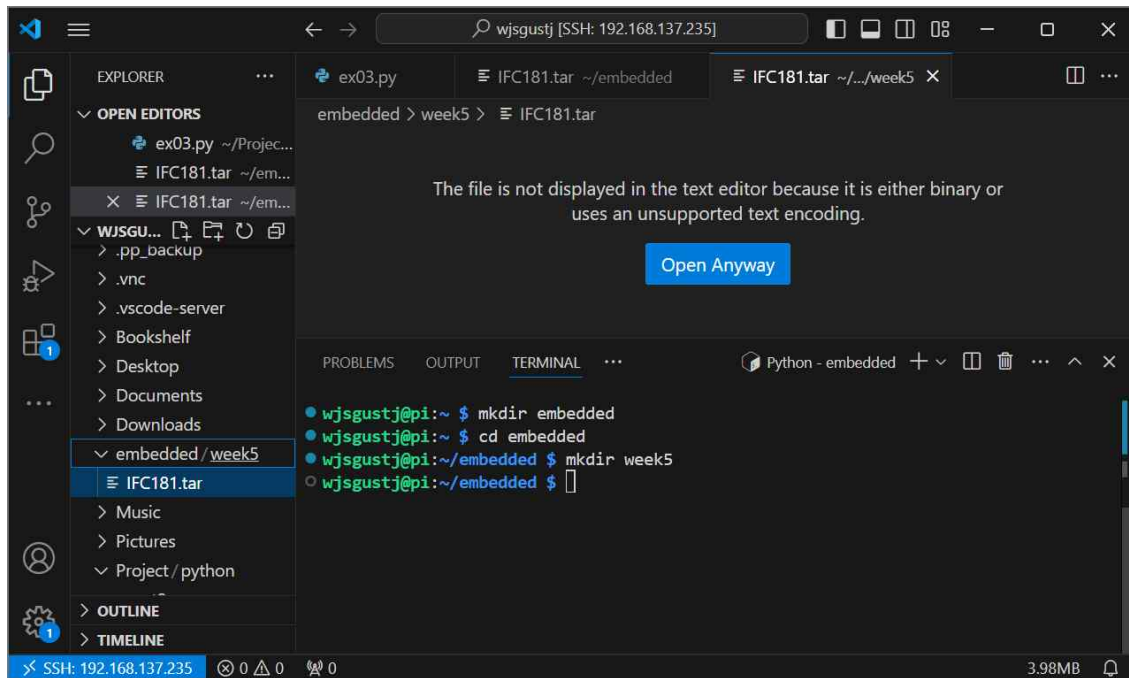 wjsgustj [SSH: 192.168.137.235]
EXPLORER
OPEN EDITORS
ex03.py ~/Projec...
IFC181.tar ~/em...
IFC181.tar ~/em...
WJSGU...
.pp_backup
.vnc
.vscode-server
Bookshelf
Desktop
Documents
Downloads
embedded / week5
IFC181.tar
Music
Pictures
Project / python
OUTLINE
TIMELINE
1
1
ex03.py IFC181.tar ~/embedded IFC181.tar ~/.../week5
embedded > week5 > IFC181.tar
The file is not displayed in the text editor because it is either binary or
uses an unsupported text encoding.
Open Anyway
PROBLEMS OUTPUT TERMINAL ... Python - embedded
wjsgustj@pi:~ $ mkdir embedded
wjsgustj@pi:~ $ cd embedded
wjsgustj@pi:~/embedded $ mkdir week5
wjsgustj@pi:~/embedded $
SSH: 192.168.137.235 0 0 0 3.98MB